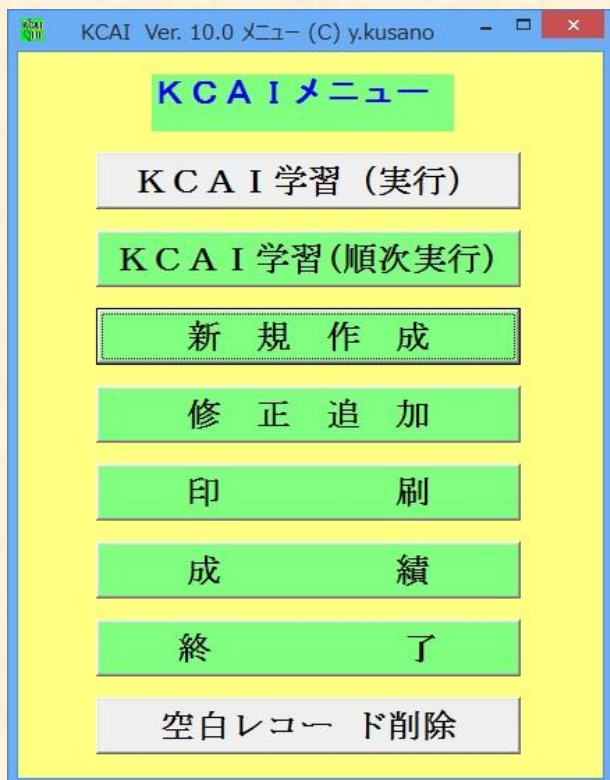 KCAI Ver. 10.0 メニュー (C) y.kusano
ＫＣＡＩメニュー
ＫＣＡＩ学習（実行）
ＫＣＡＩ学習(順次実行)
新　規　作　成
修　正　追　加
印　　　　　刷
成　　　　　績
終　　　　　了
空白レコード削除